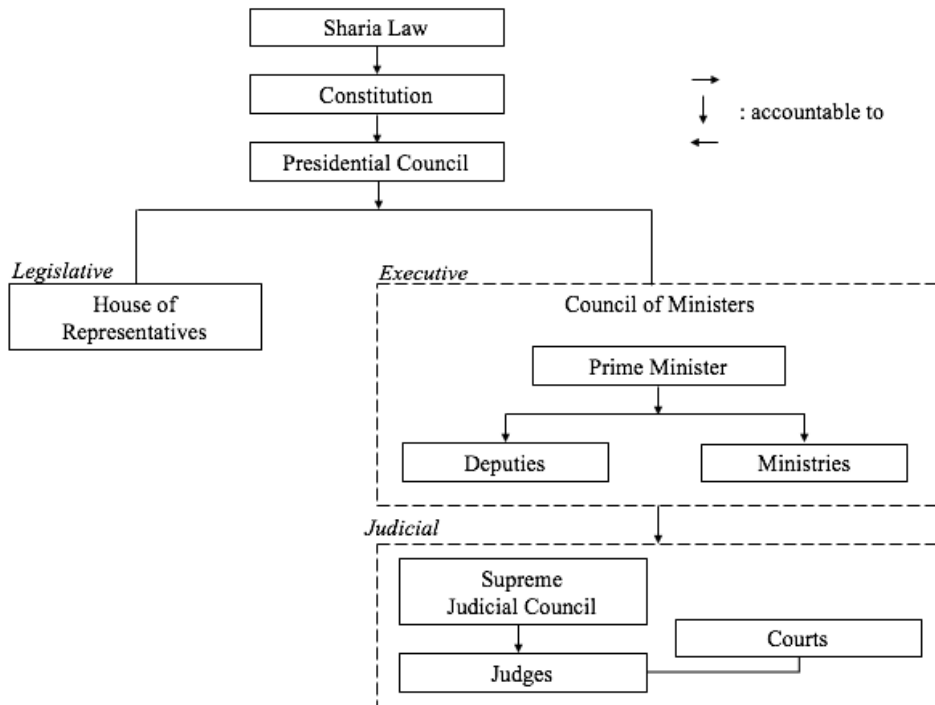 Sharia Law
Constitution
: accountable to
Presidential Council
Legislative
House of
Representatives
Executive
Council of Ministers
Prime Minister
Deputies
Ministries
Judicial
Supreme
Judicial Council
Courts
Judges